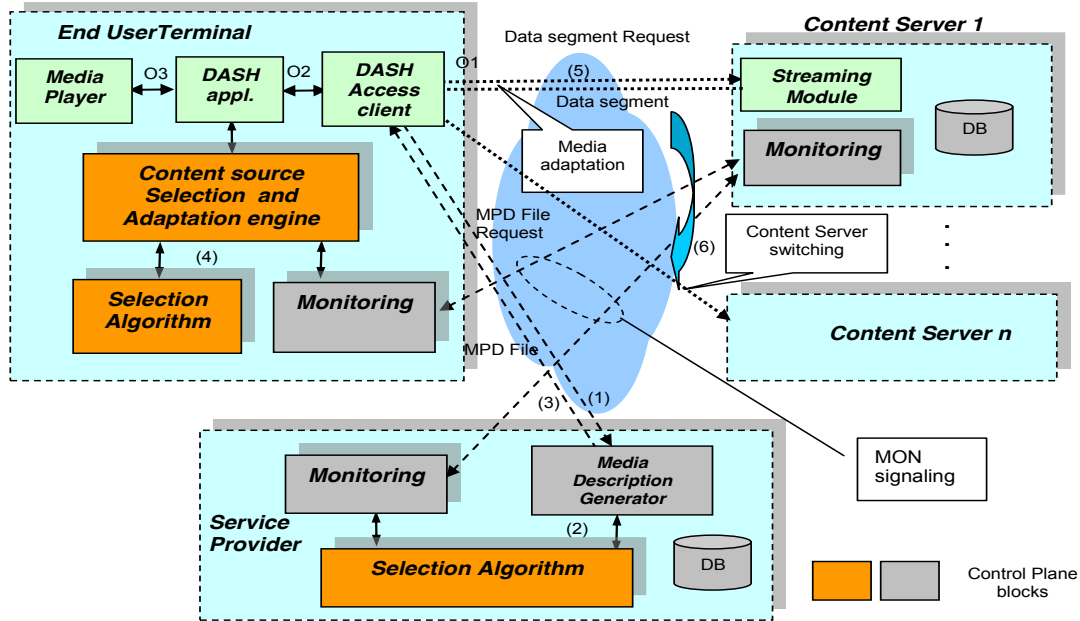 End UserTerminal
Media
Player
O3
DASH
appl.
O2
DASH
Access
client
O1
Content source
Selection and
Adaptation engine
(4)
Selection
Algorithm
Monitoring
Data segment Request
(5)
Data segment
Media
adaptation
MPD File
Request
MPD File
(3)
(1)
(6)
Content Server
switching
Content Server 1
Streaming
Module
Monitoring
DB
.
.
.
Content Server n
MON
signaling
Service
Provider
Monitoring
Media
Description
Generator
(2)
Selection Algorithm
DB
Control Plane
blocks